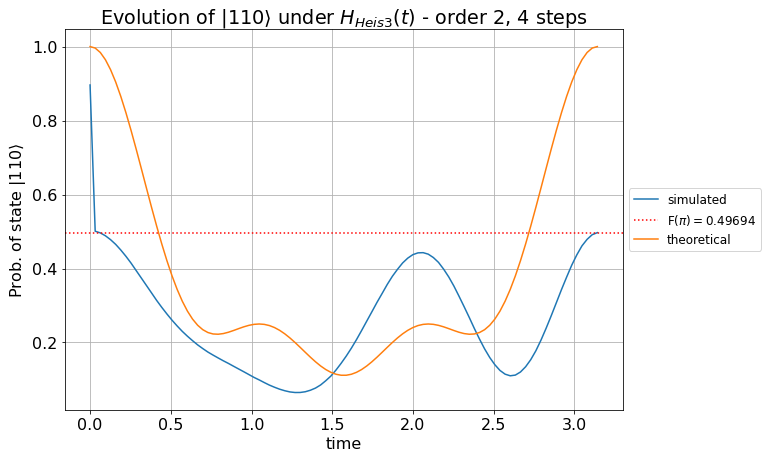 Evolution of |110⟩ under H_{Heis3}(t) - order 2, 4 steps
Prob. of state |110⟩
1.0
0.8
0.6
0.4
0.2
0.0 0.5 1.0 1.5 2.0 2.5 3.0
time
simulated
F(π) = 0.49694
theoretical